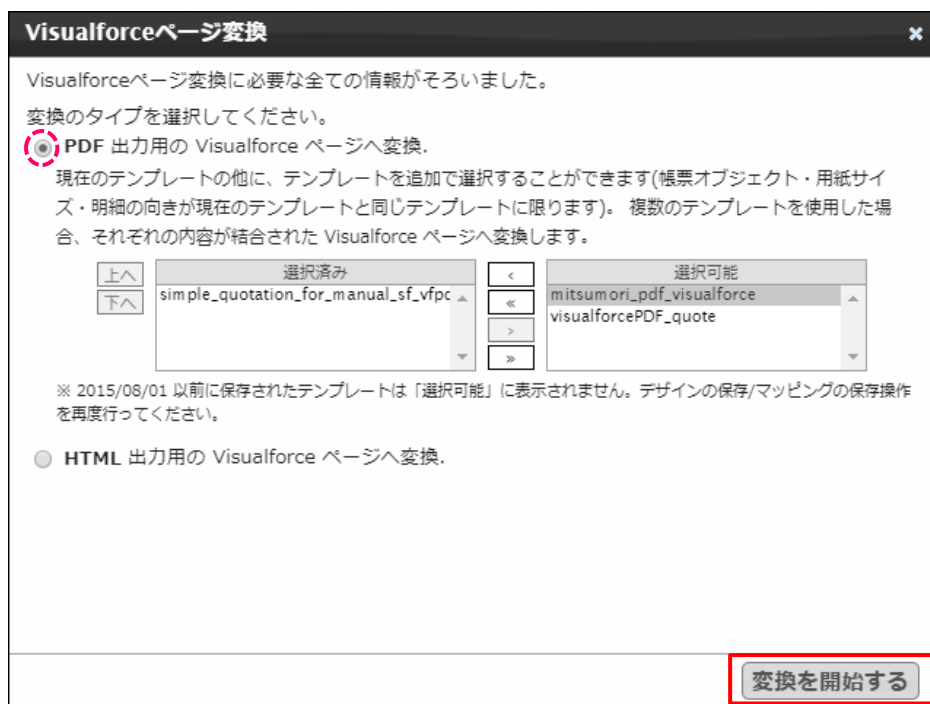 Visualforceページ変換
Visualforceページ変換に必要な全ての情報がそろいました。
変換のタイプを選択してください。
PDF 出力用の Visualforce ページへ変換.
現在のテンプレートの他に、テンプレートを追加で選択することができます(帳票オブジェクト・用紙サイ
ズ・明細の向きが現在のテンプレートと同じテンプレートに限ります)。 複数のテンプレートを使用した場
合、それぞれの内容が結合された Visualforce ページへ変換します。
上へ 選択済み < 選択可能
下へ simple_quotation_for_manual_sf_vfpc « mitsumori_pdf_visualforce
> visualforcePDF_quote
»
※ 2015/08/01 以前に保存されたテンプレートは「選択可能」に表示されません。デザインの保存/マッピングの保存操作
を再度行ってください。
HTML 出力用の Visualforce ページへ変換.
変換を開始する